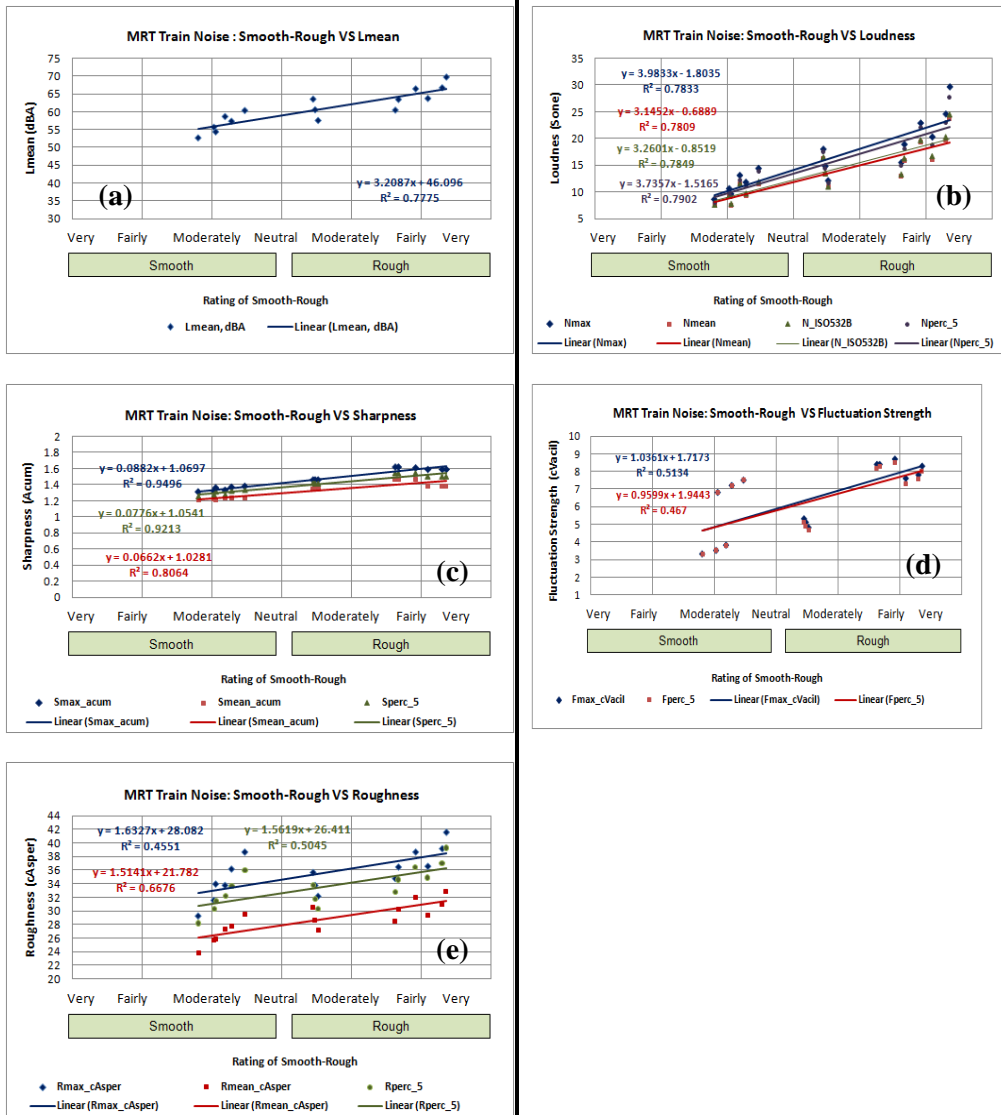 MRT Train Noise : Smooth-Rough VS Lmean
Lmean (dBA)
75
70
65
60
55
50
45
40
35
30
(a)
y = 3.2087x + 46.096
R² = 0.7775
Very Fairly Moderately Neutral Moderately Fairly Very
Smooth Rough
Rating of Smooth-Rough
Lmean, dBA Linear (Lmean, dBA)
MRT Train Noise: Smooth-Rough VS Loudness
Loudnes (Sone)
35
30
25
20
15
10
5
y = 3.9833x - 1.8035
R² = 0.7833
y = 3.1452x - 0.6889
R² = 0.7809
y = 3.2601x - 0.8519
R² = 0.7849
y = 3.7357x - 1.5165
R² = 0.7902
(b)
Very Fairly Moderately Neutral Moderately Fairly Very
Smooth Rough
Rating of Smooth-Rough
Nmax Nmean N_ISO532B Nperc_5
Linear (Nmax) Linear (Nmean) Linear (N_ISO532B) Linear (Nperc_5)
MRT Train Noise: Smooth-Rough VS Sharpness
Sharpness (Acum)
2
1.8
1.6
1.4
1.2
1
0.8
0.6
0.4
0.2
0
y = 0.0882x + 1.0697
R² = 0.9496
y = 0.0776x + 1.0541
R² = 0.9213
y = 0.0662x + 1.0281
R² = 0.8064
(c)
Very Fairly Moderately Neutral Moderately Fairly Very
Smooth Rough
Rating of Smooth-Rough
Smax_acum Smean_acum Sperc_5
Linear (Smax_acum) Linear (Smean_acum) Linear (Sperc_5)
MRT Train Noise: Smooth-Rough VS Fluctuation Strength
Fluctuation Strength (cVacil)
10
9
8
7
6
5
4
3
2
1
y = 1.0361x + 1.7173
R² = 0.5134
y = 0.9599x + 1.9443
R² = 0.467
(d)
Very Fairly Moderately Neutral Moderately Fairly Very
Smooth Rough
Rating of Smooth-Rough
Fmax_cVacil Fperc_5 Linear (Fmax_cVacil) Linear (Fperc_5)
MRT Train Noise: Smooth-Rough VS Roughness
Roughness (cAsper)
44
42
40
38
36
34
32
30
28
26
24
22
20
y = 1.6327x + 28.082
R² = 0.4551
y = 1.5619x + 26.411
R² = 0.5045
y = 1.5141x + 21.782
R² = 0.6676
(e)
Very Fairly Moderately Neutral Moderately Fairly Very
Smooth Rough
Rating of Smooth-Rough
Rmax_cAsper Rmean_cAsper Rperc_5
Linear (Rmax_cAsper) Linear (Rmean_cAsper) Linear (Rperc_5)